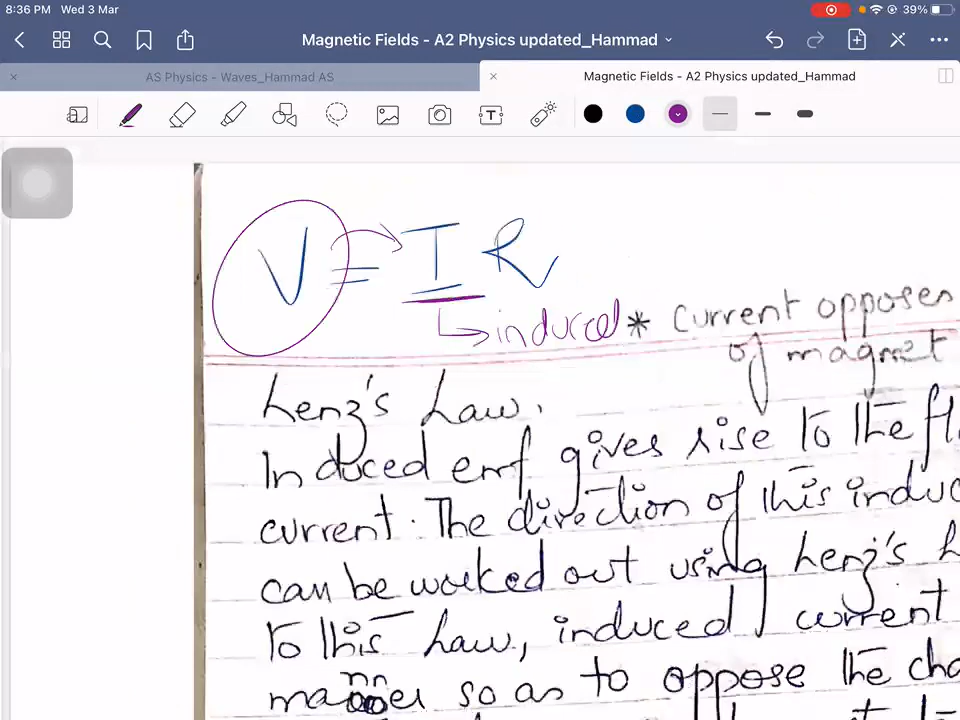 8:36 PM Wed 3 Mar
39%
Magnetic Fields - A2 Physics updated_Hammad
AS Physics - Waves_Hammad AS
Magnetic Fields - A2 Physics updated_Hammad
V = I R
induced * Current opposes
of magnet
Lenz's Law.
Induced emf gives rise to the fl
current. The direction of this induc
can be worked out using Lenz's L
to this Law, induced current
manner so as to oppose the cha